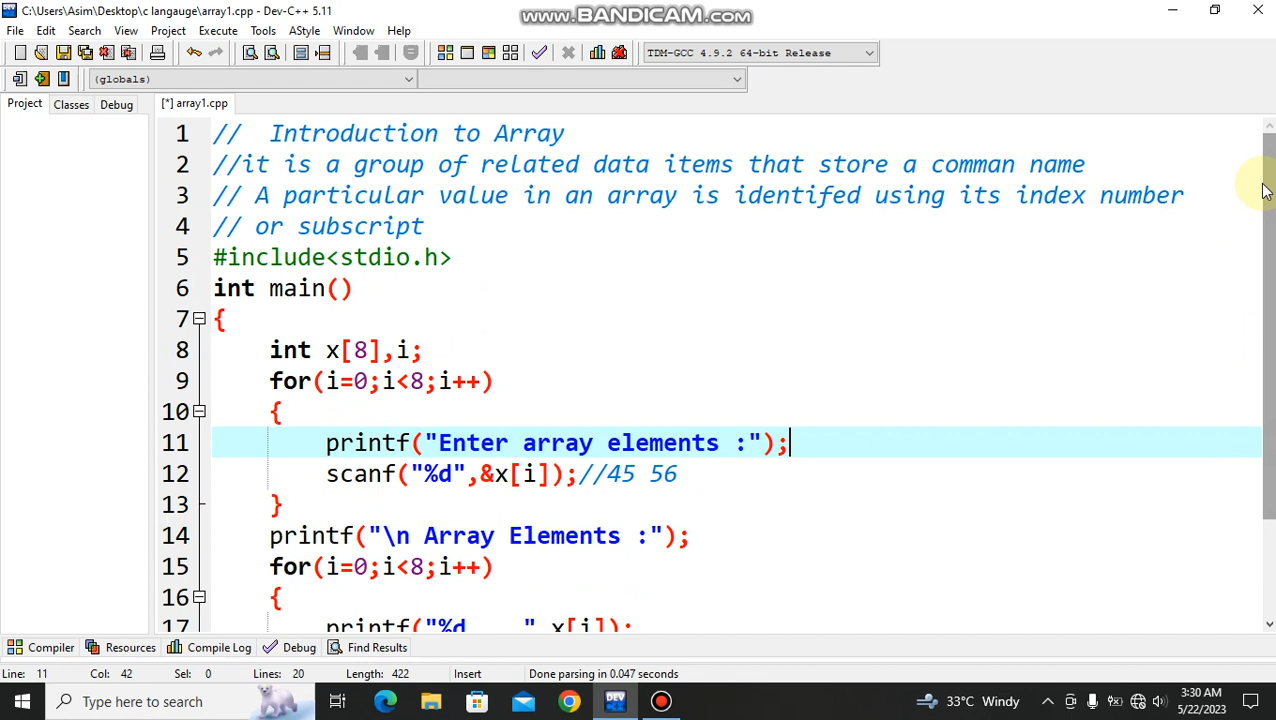 C:\Users\Asim\Desktop\c langauge\array1.cpp - Dev-C++ 5.11
www.BANDICAM.com
File Edit Search View Project Execute Tools AStyle Window Help
TDM-GCC 4.9.2 64-bit Release
(globals)
Project Classes Debug [*] array1.cpp
1 //  Introduction to Array
2 //it is a group of related data items that store a comman name
3 // A particular value in an array is identifed using its index number
4 // or subscript
5 #include<stdio.h>
6 int main()
7 {
8 int x[8],i;
9 for(i=0;i<8;i++)
10 {
11 printf("Enter array elements :");
12 scanf("%d",&x[i]);//45 56
13 }
14 printf("\n Array Elements :");
15 for(i=0;i<8;i++)
16 {
17 printf("%d    ",x[i]);
Compiler Resources Compile Log Debug Find Results
Line: 11 Col: 42 Sel: 0 Lines: 20 Length: 422 Insert Done parsing in 0.047 seconds
Type here to search
DEV
33°C Windy
3:30 AM
5/22/2023